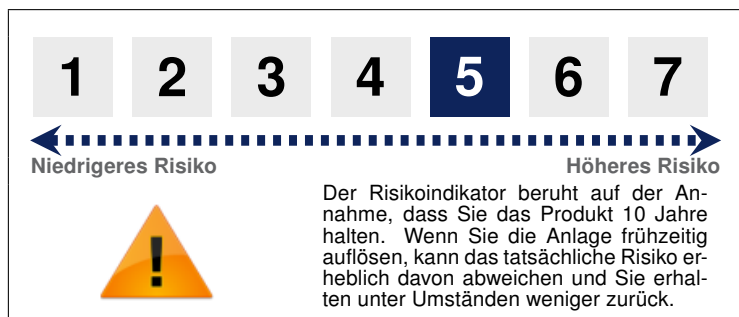 1 2 3 4 5 6 7
Niedrigeres Risiko Höheres Risiko
Der Risikoindikator beruht auf der An-
nahme, dass Sie das Produkt 10 Jahre
halten. Wenn Sie die Anlage frühzeitig
auflösen, kann das tatsächliche Risiko er-
heblich davon abweichen und Sie erhal-
ten unter Umständen weniger zurück.